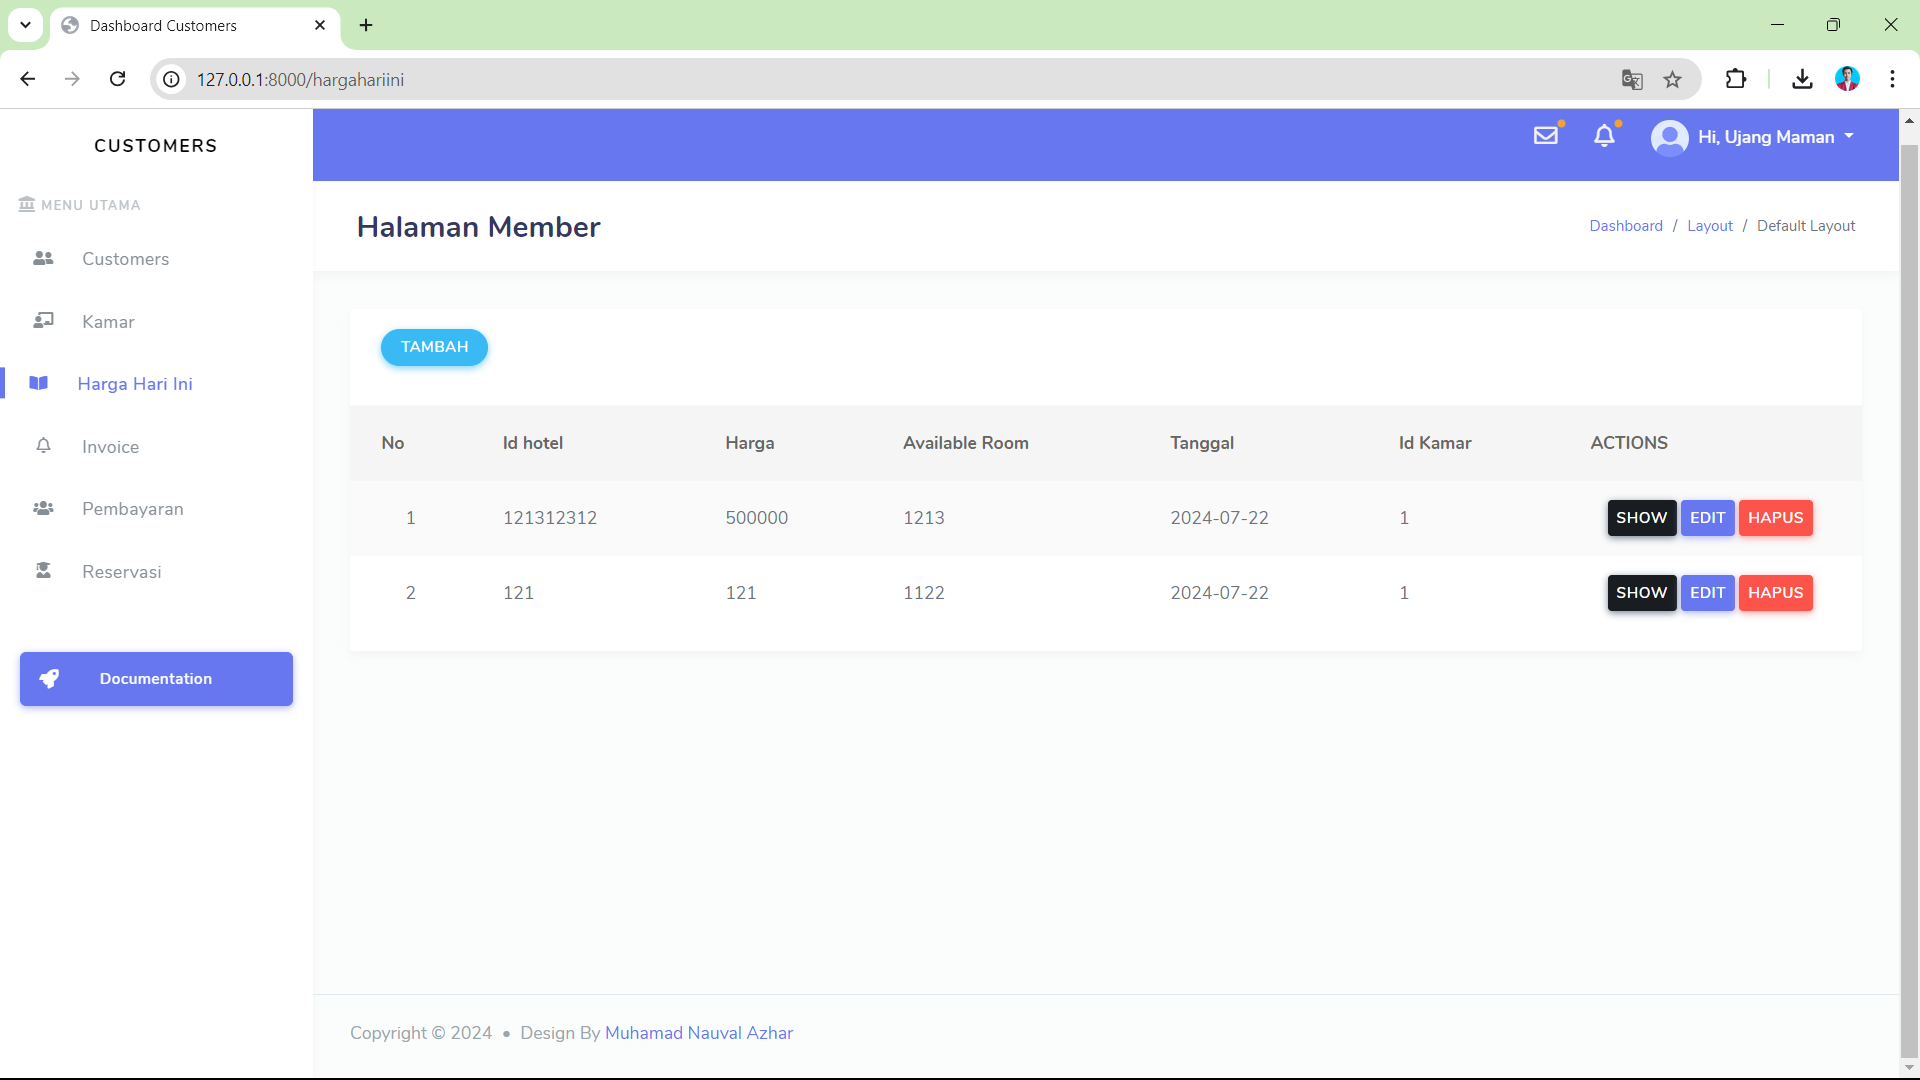 Dashboard Customers
127.0.0.1:8000/hargahariini
CUSTOMERS
Hi, Ujang Maman
MENU UTAMA
Customers
Kamar
Harga Hari Ini
Invoice
Pembayaran
Reservasi
Documentation
Halaman Member
Dashboard / Layout / Default Layout
TAMBAH
No Id hotel Harga Available Room Tanggal Id Kamar ACTIONS
1 121312312 500000 1213 2024-07-22 1 SHOW EDIT HAPUS
2 121 121 1122 2024-07-22 1 SHOW EDIT HAPUS
Copyright © 2024 • Design By Muhamad Nauval Azhar